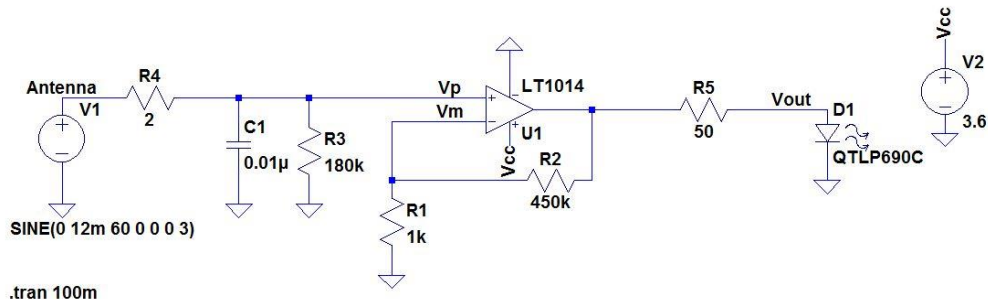 Antenna
V1
R4
2
C1
0.01µ
R3
180k
Vp
Vm
LT1014
U1
Vcc
R2
450k
R1
1k
R5
50
Vout
D1
QTLP690C
Vcc
V2
3.6
SINE(0 12m 60 0 0 0 3)
.tran 100m